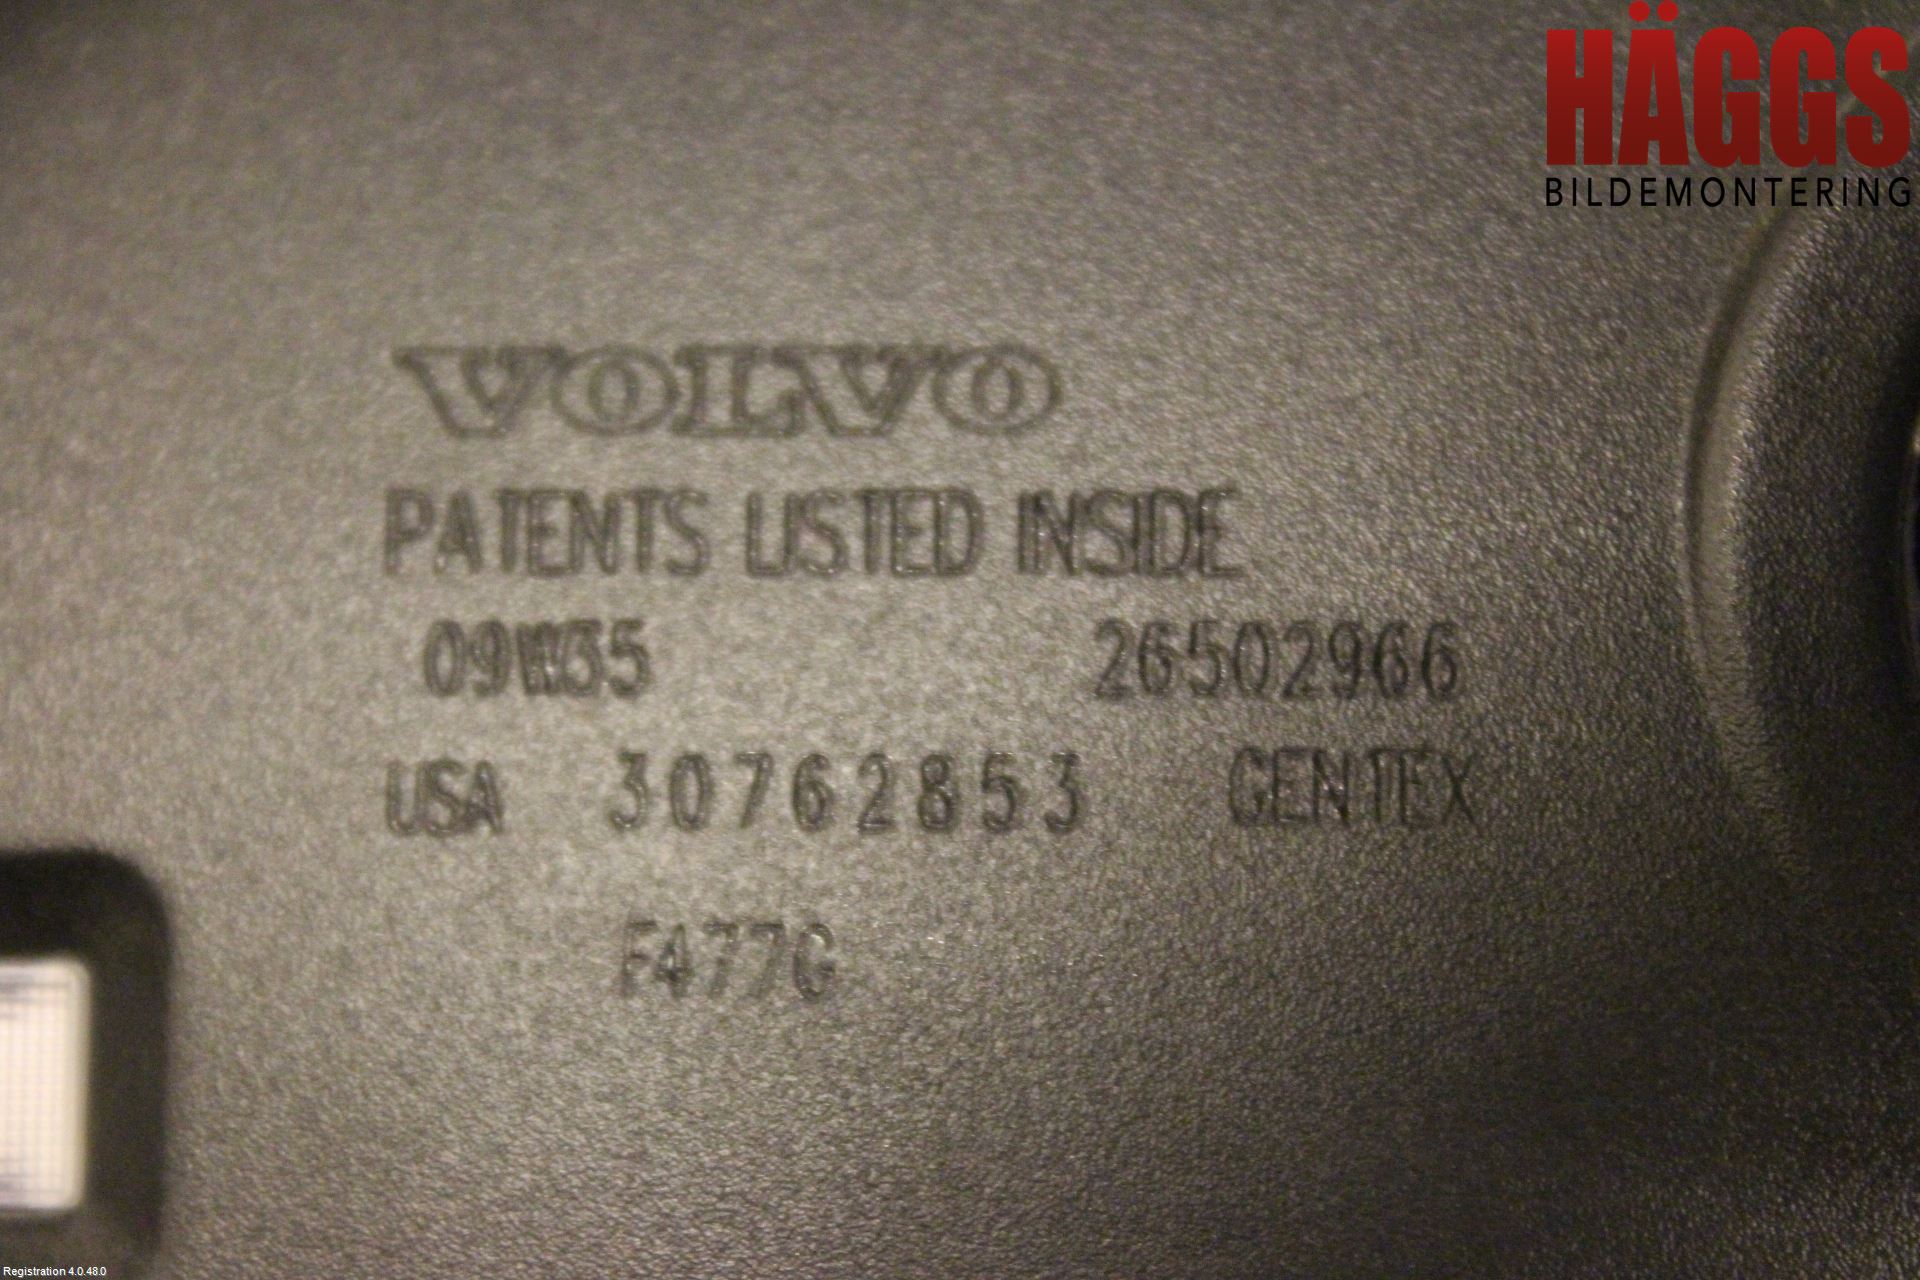 HÄGGS
BILDEMONTERING
VOLVO
PATENTS LISTED INSIDE
09W35 26502966
USA 30762853 GENTEX
F477G
Registration 4.0.48.0